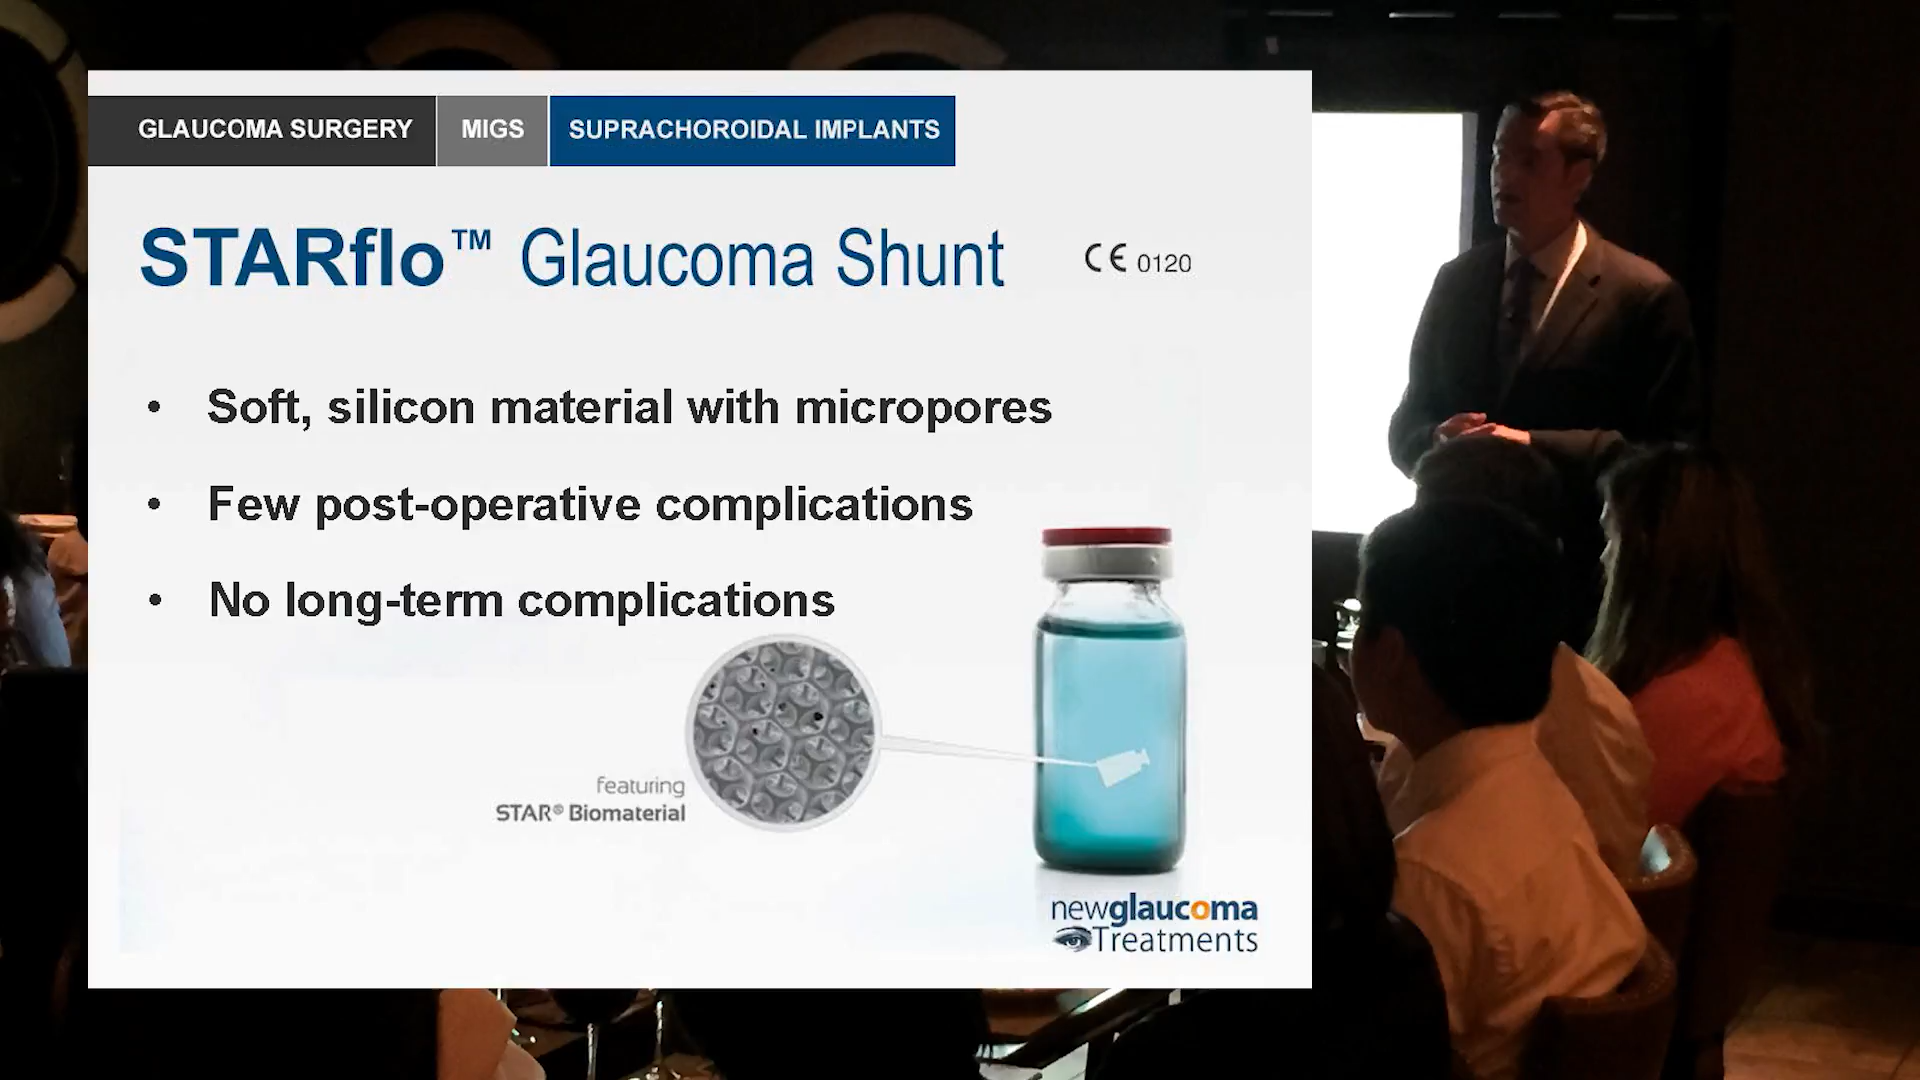 GLAUCOMA SURGERY MIGS SUPRACHOROIDAL IMPLANTS
STARflo™ Glaucoma Shunt CE 0120
• Soft, silicon material with micropores
• Few post-operative complications
• No long-term complications
featuring
STAR® Biomaterial
newglaucoma
Treatments